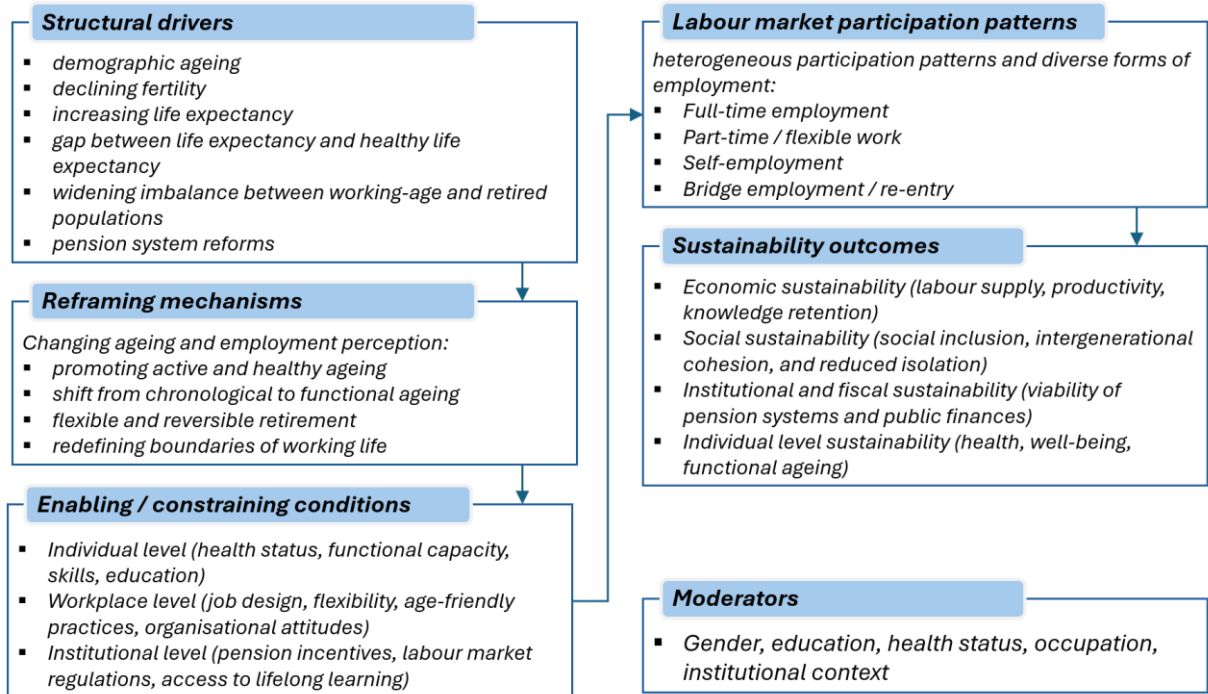 Structural drivers
▪ demographic ageing
▪ declining fertility
▪ increasing life expectancy
▪ gap between life expectancy and healthy life
expectancy
▪ widening imbalance between working-age and retired
populations
▪ pension system reforms
Reframing mechanisms
Changing ageing and employment perception:
▪ promoting active and healthy ageing
▪ shift from chronological to functional ageing
▪ flexible and reversible retirement
▪ redefining boundaries of working life
Enabling / constraining conditions
▪ Individual level (health status, functional capacity,
skills, education)
▪ Workplace level (job design, flexibility, age-friendly
practices, organisational attitudes)
▪ Institutional level (pension incentives, labour market
regulations, access to lifelong learning)
Labour market participation patterns
heterogeneous participation patterns and diverse forms of
employment:
▪ Full-time employment
▪ Part-time / flexible work
▪ Self-employment
▪ Bridge employment / re-entry
Sustainability outcomes
▪ Economic sustainability (labour supply, productivity,
knowledge retention)
▪ Social sustainability (social inclusion, intergenerational
cohesion, and reduced isolation)
▪ Institutional and fiscal sustainability (viability of
pension systems and public finances)
▪ Individual level sustainability (health, well-being,
functional ageing)
Moderators
▪ Gender, education, health status, occupation,
institutional context